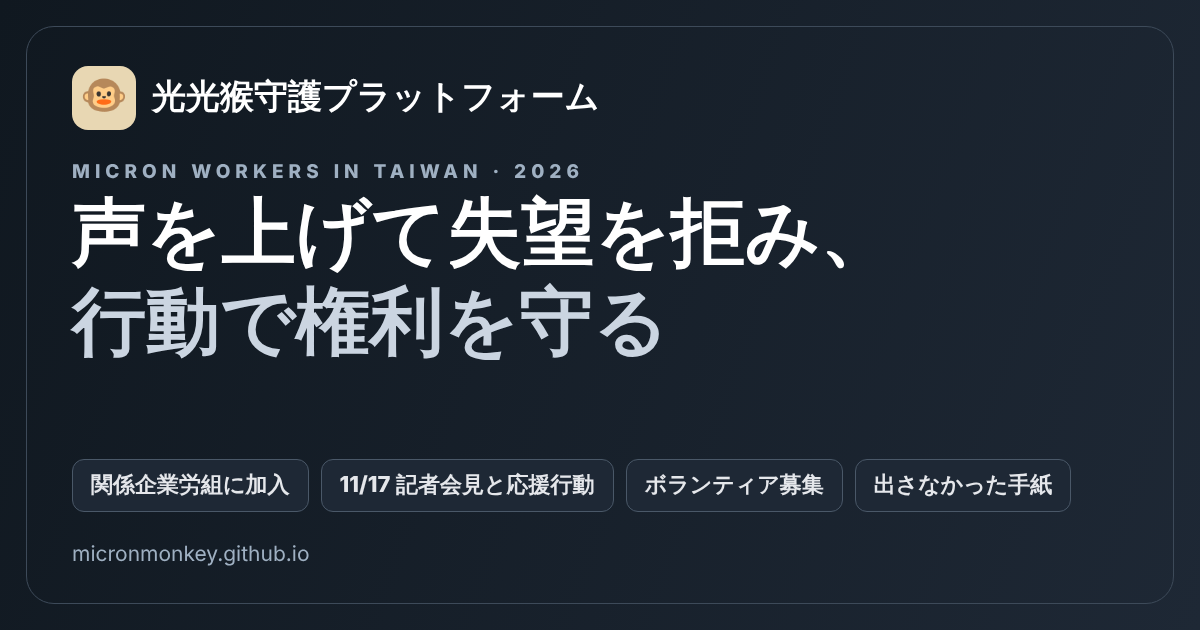 光光猴守護プラットフォーム
MICRON WORKERS IN TAIWAN · 2026
声を上げて失望を拒み、
行動で権利を守る
関係企業労組に加入
11/17 記者会見と応援行動
ボランティア募集
出さなかった手紙
micronmonkey.github.io